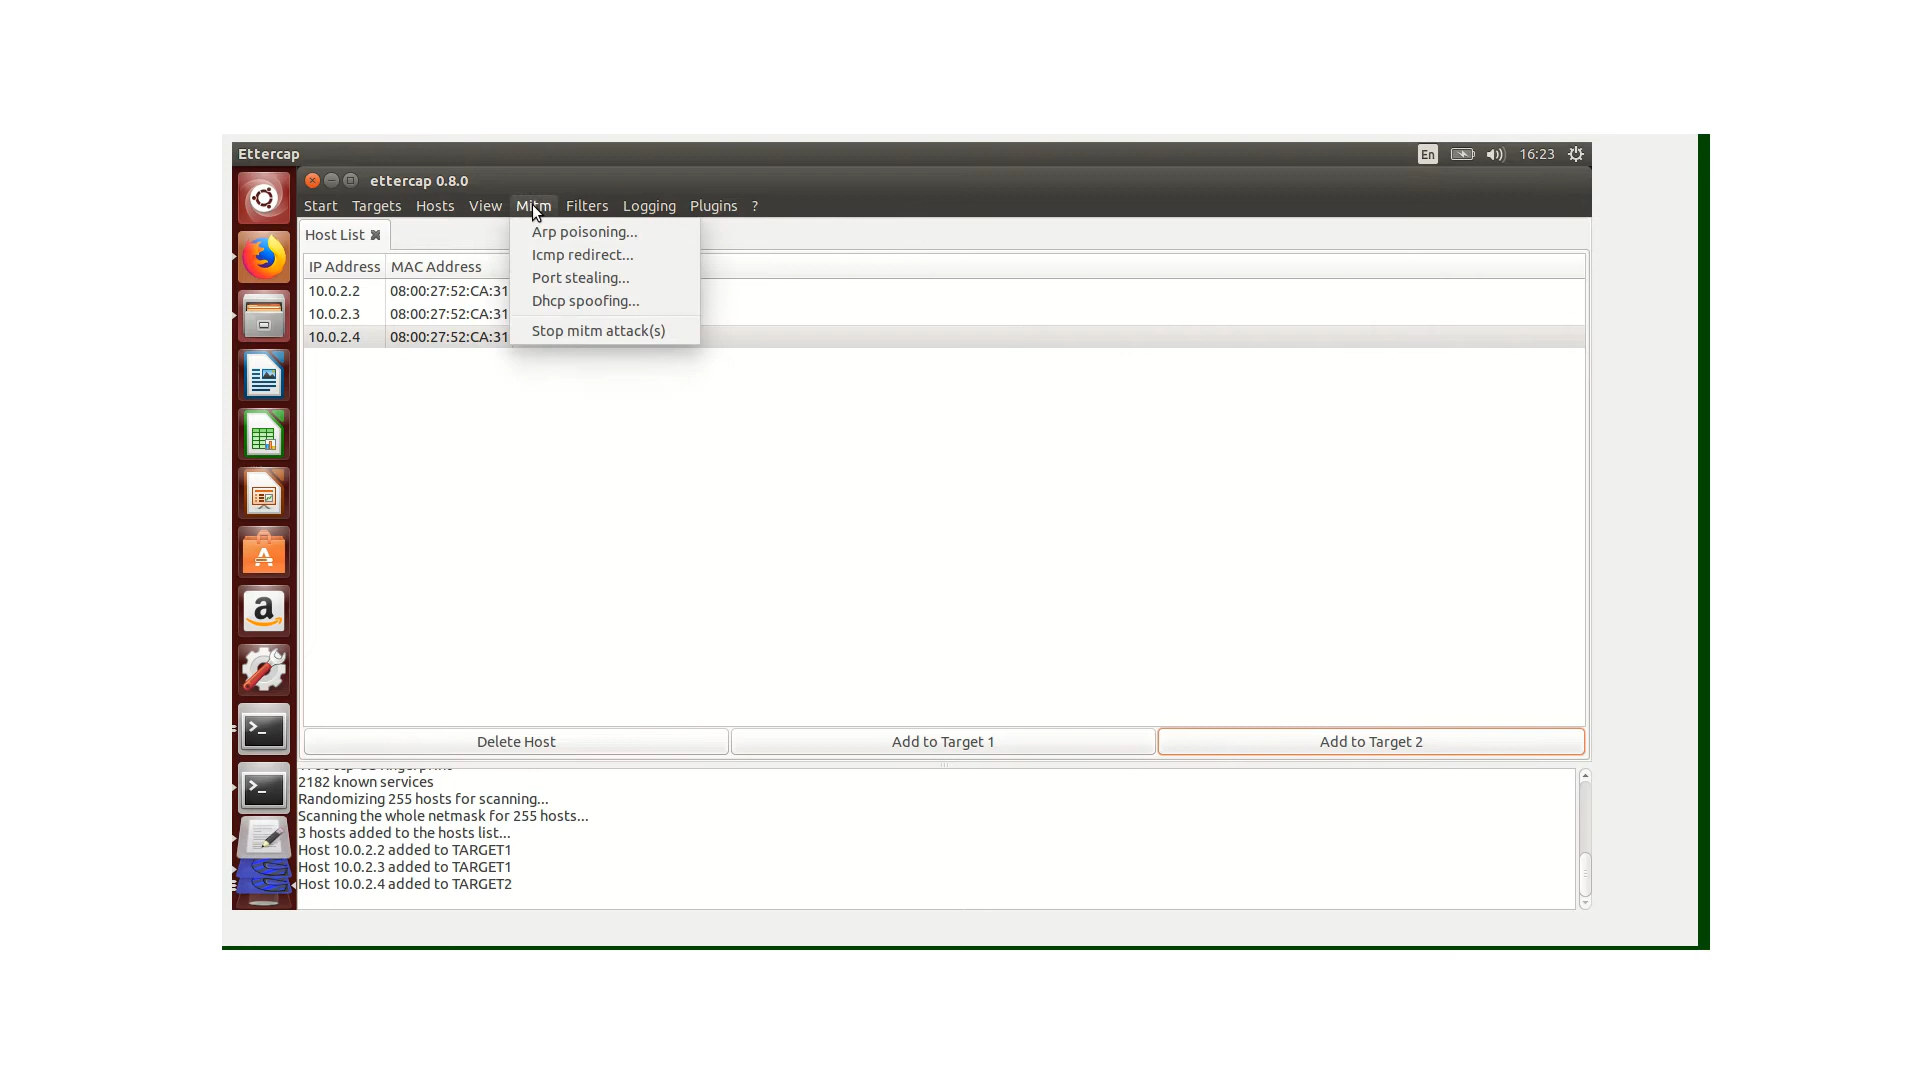 Ettercap
En
16:23
ettercap 0.8.0
Start Targets Hosts View Mitm Filters Logging Plugins ?
Host List
Arp poisoning...
Icmp redirect...
Port stealing...
Dhcp spoofing...
Stop mitm attack(s)
IP Address MAC Address
10.0.2.2 08:00:27:52:CA:31
10.0.2.3 08:00:27:52:CA:31
10.0.2.4 08:00:27:52:CA:31
Delete Host Add to Target 1 Add to Target 2
2182 known services
Randomizing 255 hosts for scanning...
Scanning the whole netmask for 255 hosts...
3 hosts added to the hosts list...
Host 10.0.2.2 added to TARGET1
Host 10.0.2.3 added to TARGET1
Host 10.0.2.4 added to TARGET2